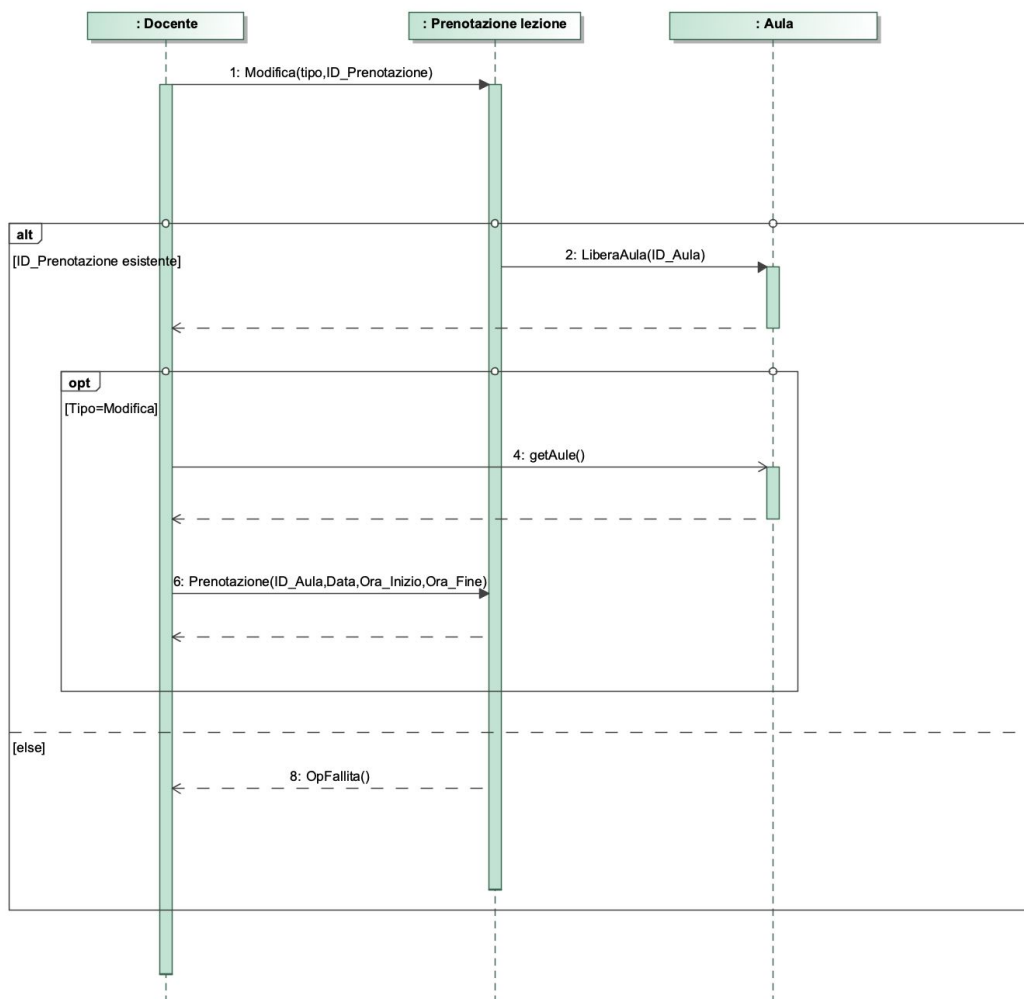 : Docente
: Prenotazione lezione
: Aula
1: Modifica(tipo,ID_Prenotazione)
alt
[ID_Prenotazione esistente]
2: LiberaAula(ID_Aula)
opt
[Tipo=Modifica]
4: getAule()
6: Prenotazione(ID_Aula,Data,Ora_Inizio,Ora_Fine)
[else]
8: OpFallita()